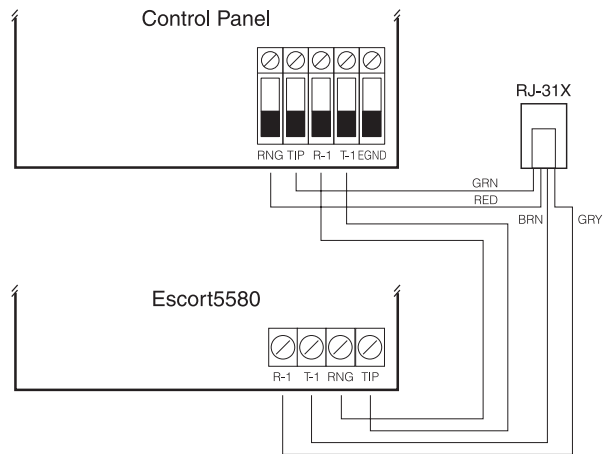 Control Panel
RJ-31X
RNG TIP R-1 T-1 EGND
GRN
RED
BRN GRY
Escort5580
R-1 T-1 RNG TIP